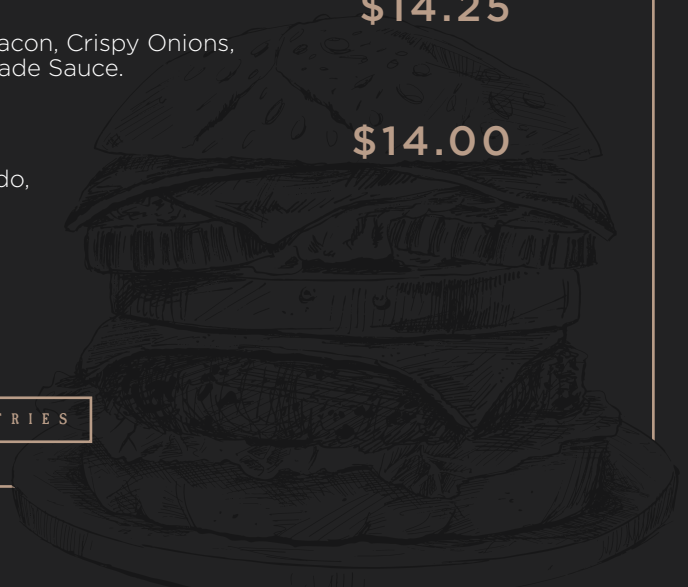 $14.25
acon, Crispy Onions,
ade Sauce.
$14.00
do,
RIES